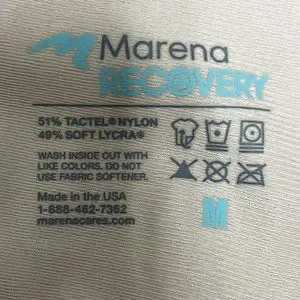 Marena
RECOVERY
51% TACTEL® NYLON
49% SOFT LYCRA®
WASH INSIDE OUT WITH
LIKE COLORS. DO NOT
USE FABRIC SOFTENER.
Made in the USA
1-888-462-7362
marenacares.com
M